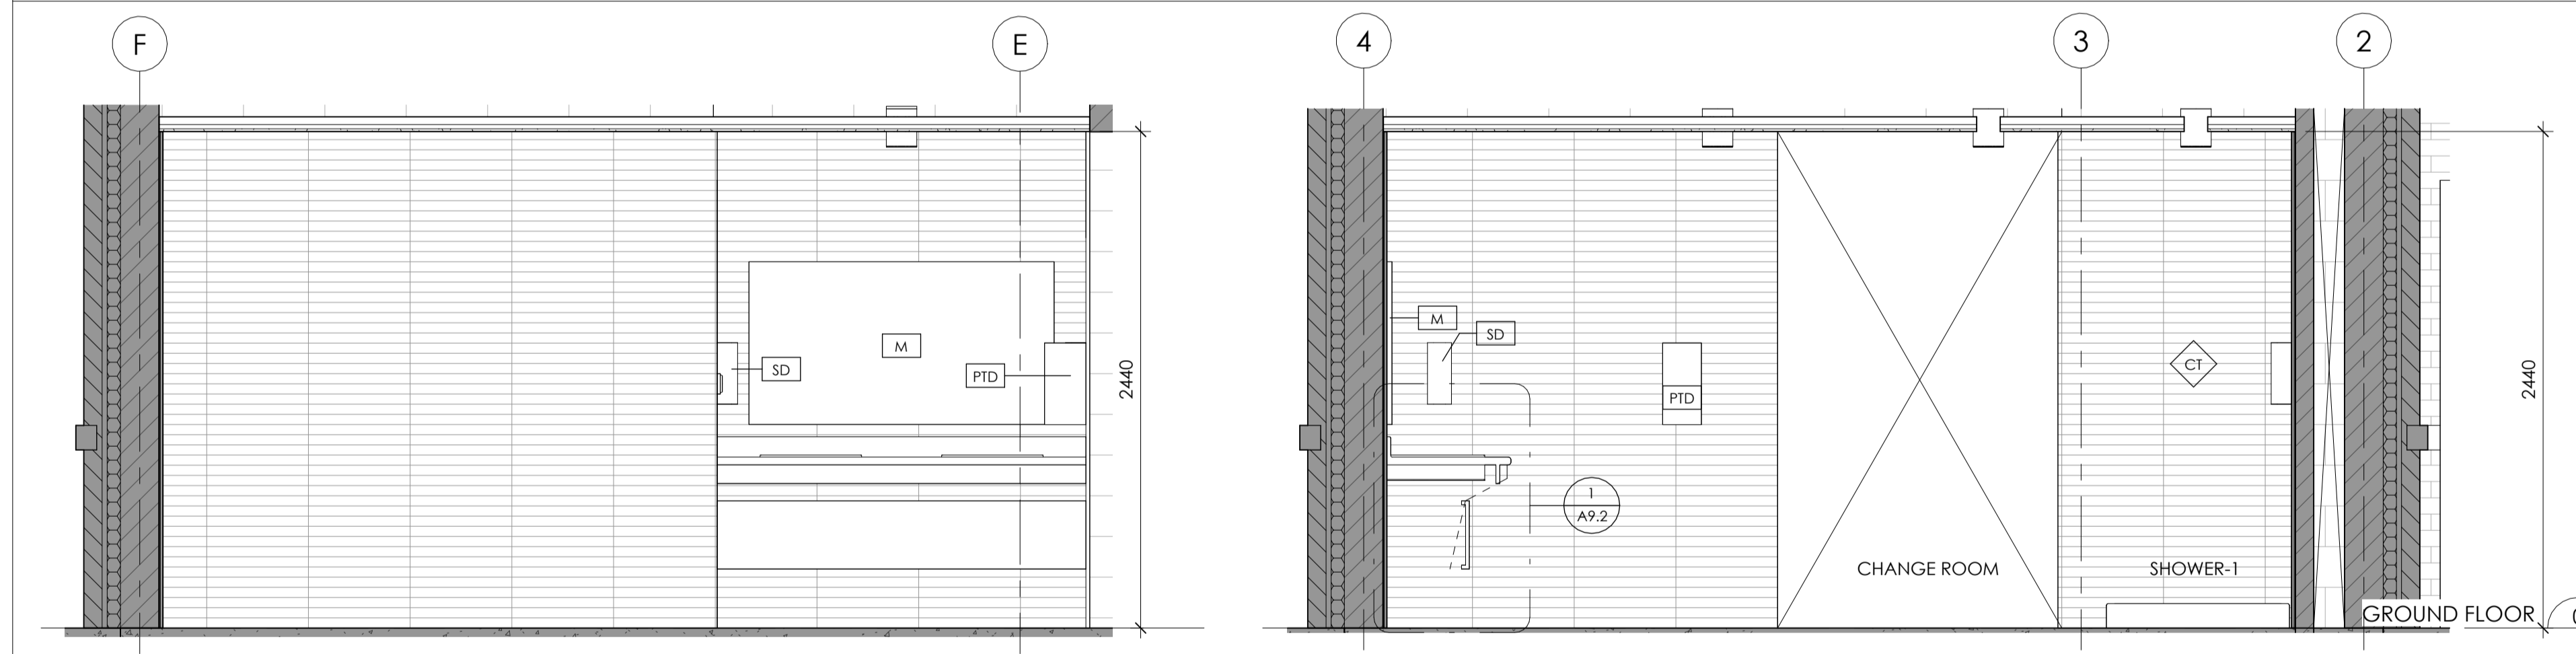 F
E
4
3
2
M
SD
PTD
2440
M
SD
PTD
CT
2440
1
A9.2
CHANGE ROOM
SHOWER-1
GROUND FLOOR